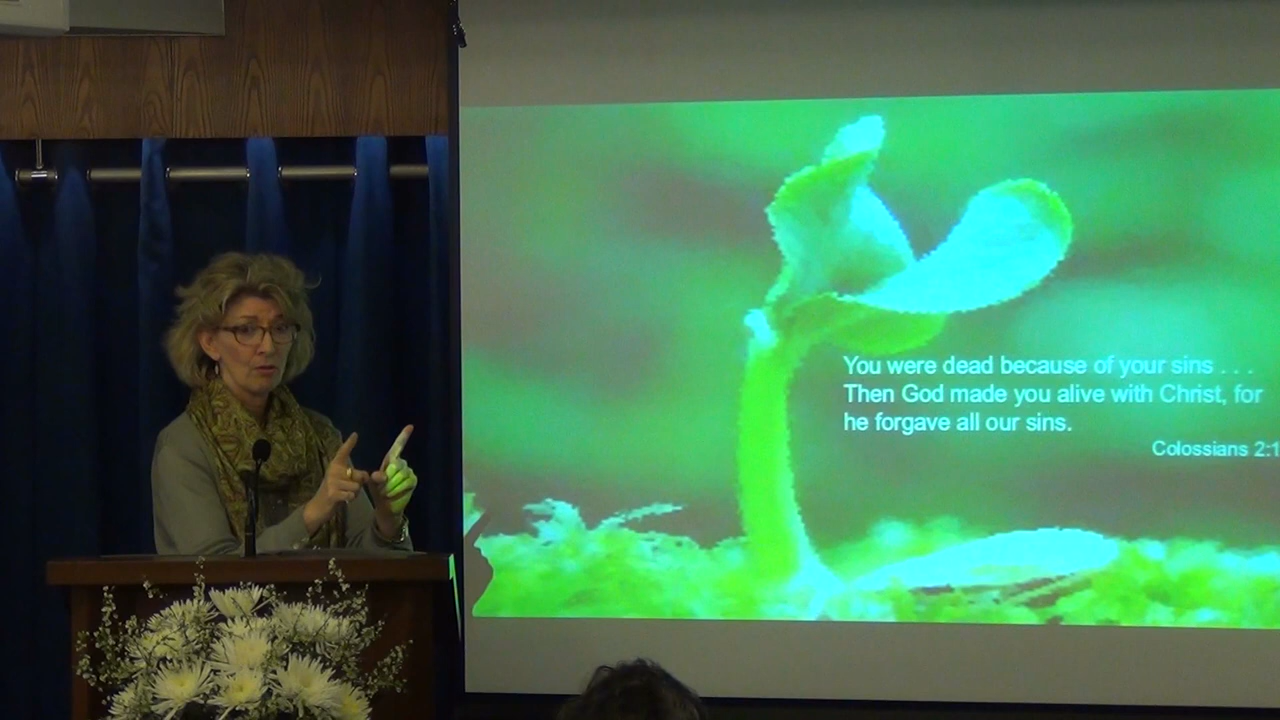 You were dead because of your sins . . .
Then God made you alive with Christ, for
he forgave all our sins.
Colossians 2:1